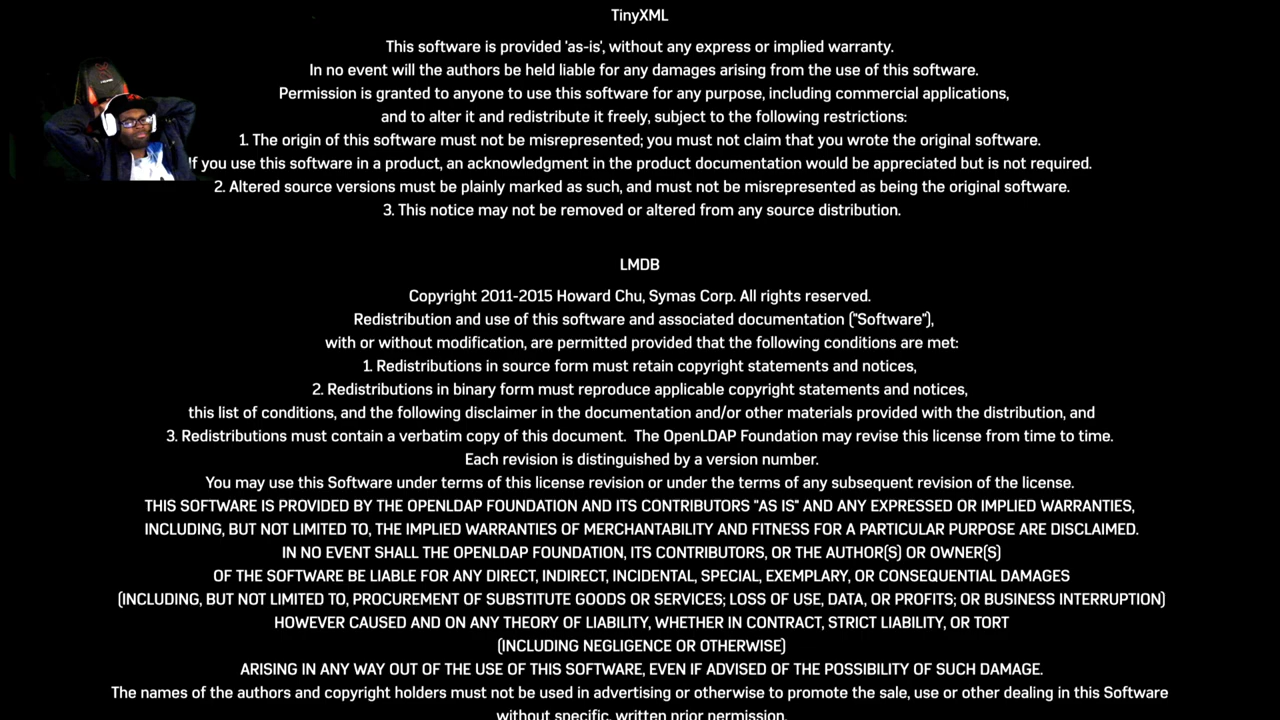 TinyXML
This software is provided 'as-is', without any express or implied warranty.
In no event will the authors be held liable for any damages arising from the use of this software.
Permission is granted to anyone to use this software for any purpose, including commercial applications,
and to alter it and redistribute it freely, subject to the following restrictions:
1. The origin of this software must not be misrepresented; you must not claim that you wrote the original software.
If you use this software in a product, an acknowledgment in the product documentation would be appreciated but is not required.
2. Altered source versions must be plainly marked as such, and must not be misrepresented as being the original software.
3. This notice may not be removed or altered from any source distribution.
LMDB
Copyright 2011-2015 Howard Chu, Symas Corp. All rights reserved.
Redistribution and use of this software and associated documentation ("Software"),
with or without modification, are permitted provided that the following conditions are met:
1. Redistributions in source form must retain copyright statements and notices,
2. Redistributions in binary form must reproduce applicable copyright statements and notices,
this list of conditions, and the following disclaimer in the documentation and/or other materials provided with the distribution, and
3. Redistributions must contain a verbatim copy of this document.  The OpenLDAP Foundation may revise this license from time to time.
Each revision is distinguished by a version number.
You may use this Software under terms of this license revision or under the terms of any subsequent revision of the license.
THIS SOFTWARE IS PROVIDED BY THE OPENLDAP FOUNDATION AND ITS CONTRIBUTORS "AS IS" AND ANY EXPRESSED OR IMPLIED WARRANTIES,
INCLUDING, BUT NOT LIMITED TO, THE IMPLIED WARRANTIES OF MERCHANTABILITY AND FITNESS FOR A PARTICULAR PURPOSE ARE DISCLAIMED.
IN NO EVENT SHALL THE OPENLDAP FOUNDATION, ITS CONTRIBUTORS, OR THE AUTHOR(S) OR OWNER(S)
OF THE SOFTWARE BE LIABLE FOR ANY DIRECT, INDIRECT, INCIDENTAL, SPECIAL, EXEMPLARY, OR CONSEQUENTIAL DAMAGES
(INCLUDING, BUT NOT LIMITED TO, PROCUREMENT OF SUBSTITUTE GOODS OR SERVICES; LOSS OF USE, DATA, OR PROFITS; OR BUSINESS INTERRUPTION)
HOWEVER CAUSED AND ON ANY THEORY OF LIABILITY, WHETHER IN CONTRACT, STRICT LIABILITY, OR TORT
(INCLUDING NEGLIGENCE OR OTHERWISE)
ARISING IN ANY WAY OUT OF THE USE OF THIS SOFTWARE, EVEN IF ADVISED OF THE POSSIBILITY OF SUCH DAMAGE.
The names of the authors and copyright holders must not be used in advertising or otherwise to promote the sale, use or other dealing in this Software
without specific, written prior permission.